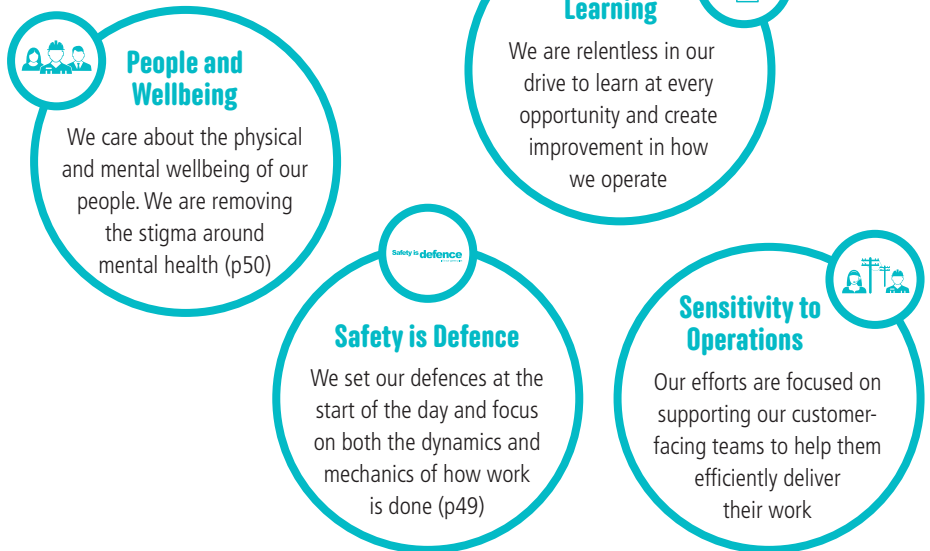 People and
Wellbeing
We care about the physical
and mental wellbeing of our
people. We are removing
the stigma around
mental health (p50)
Learning
We are relentless in our
drive to learn at every
opportunity and create
improvement in how
we operate
Safety is defence
Safety is Defence
We set our defences at the
start of the day and focus
on both the dynamics and
mechanics of how work
is done (p49)
Sensitivity to
Operations
Our efforts are focused on
supporting our customer-
facing teams to help them
efficiently deliver
their work